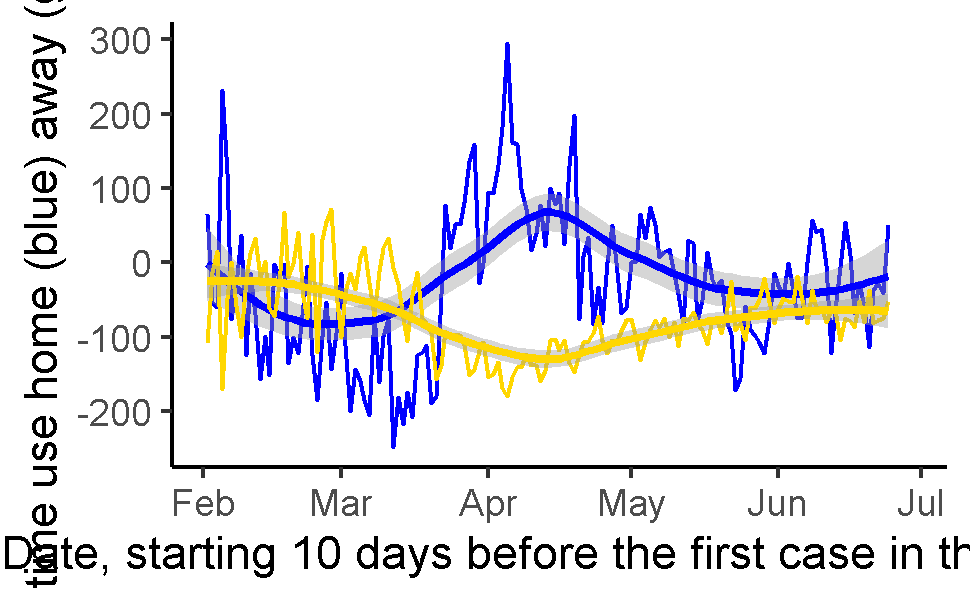 time use home (blue) away (
300
200
100
0
-100
-200
Feb Mar Apr May Jun Jul
Date, starting 10 days before the first case in th